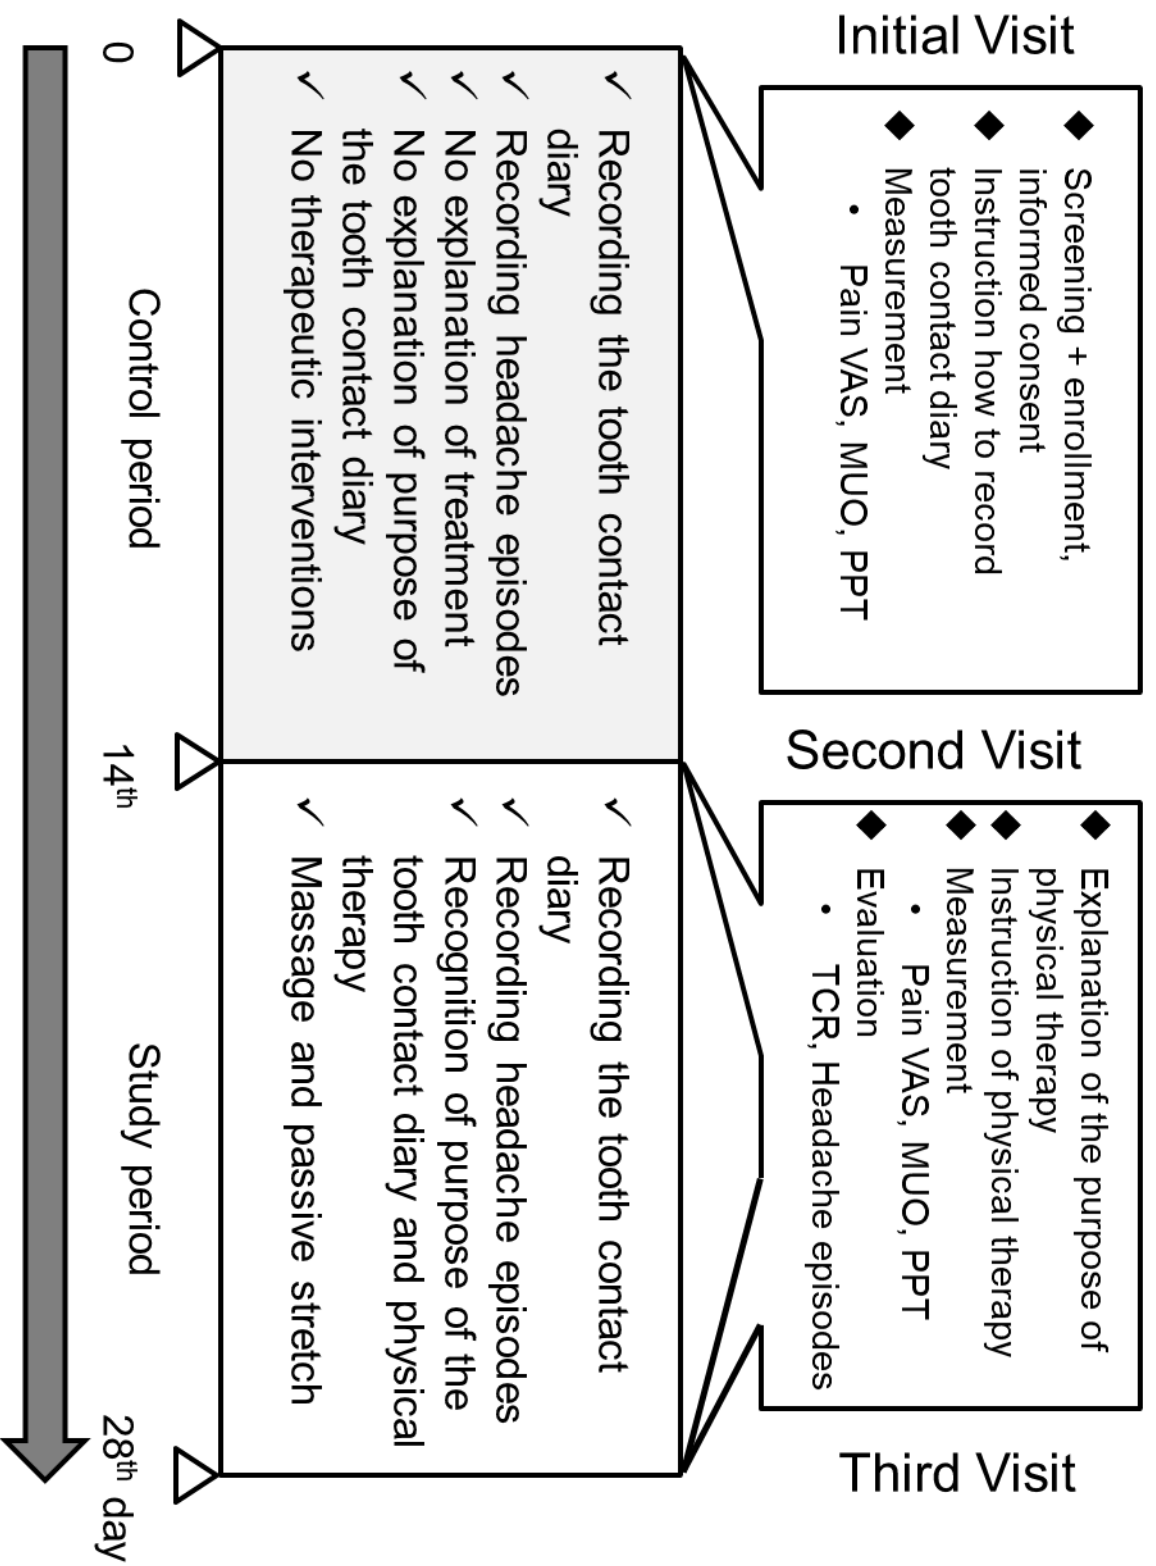 Initial Visit
◆ Screening + enrollment,
informed consent
◆ Instruction how to record
tooth contact diary
◆ Measurement
• Pain VAS, MUO, PPT
Second Visit
◆ Explanation of the purpose of
physical therapy
◆ Instruction of physical therapy
◆ Measurement
• Pain VAS, MUO, PPT
◆ Evaluation
• TCR, Headache episodes
Third Visit
✓ Recording the tooth contact
diary
✓ Recording headache episodes
✓ No explanation of treatment
✓ No explanation of purpose of
the tooth contact diary
✓ No therapeutic interventions
✓ Recording the tooth contact
diary
✓ Recording headache episodes
✓ Recognition of purpose of the
tooth contact diary and physical
therapy
✓ Massage and passive stretch
0
Control period
14th
Study period
28th day